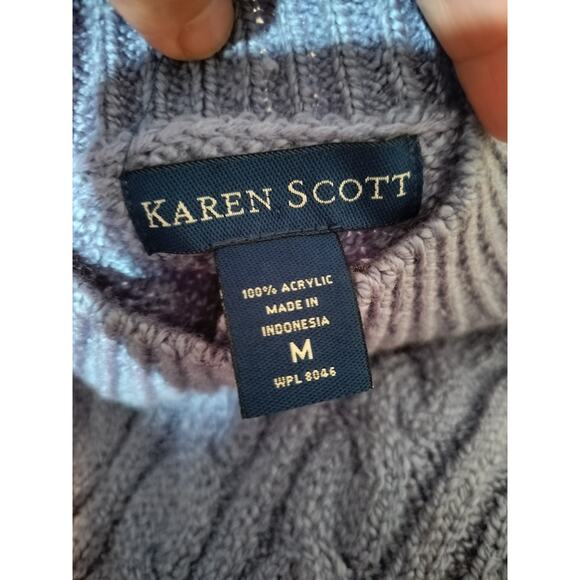 KAREN SCOTT
100% ACRYLIC
MADE IN
INDONESIA
M
WPL 8046